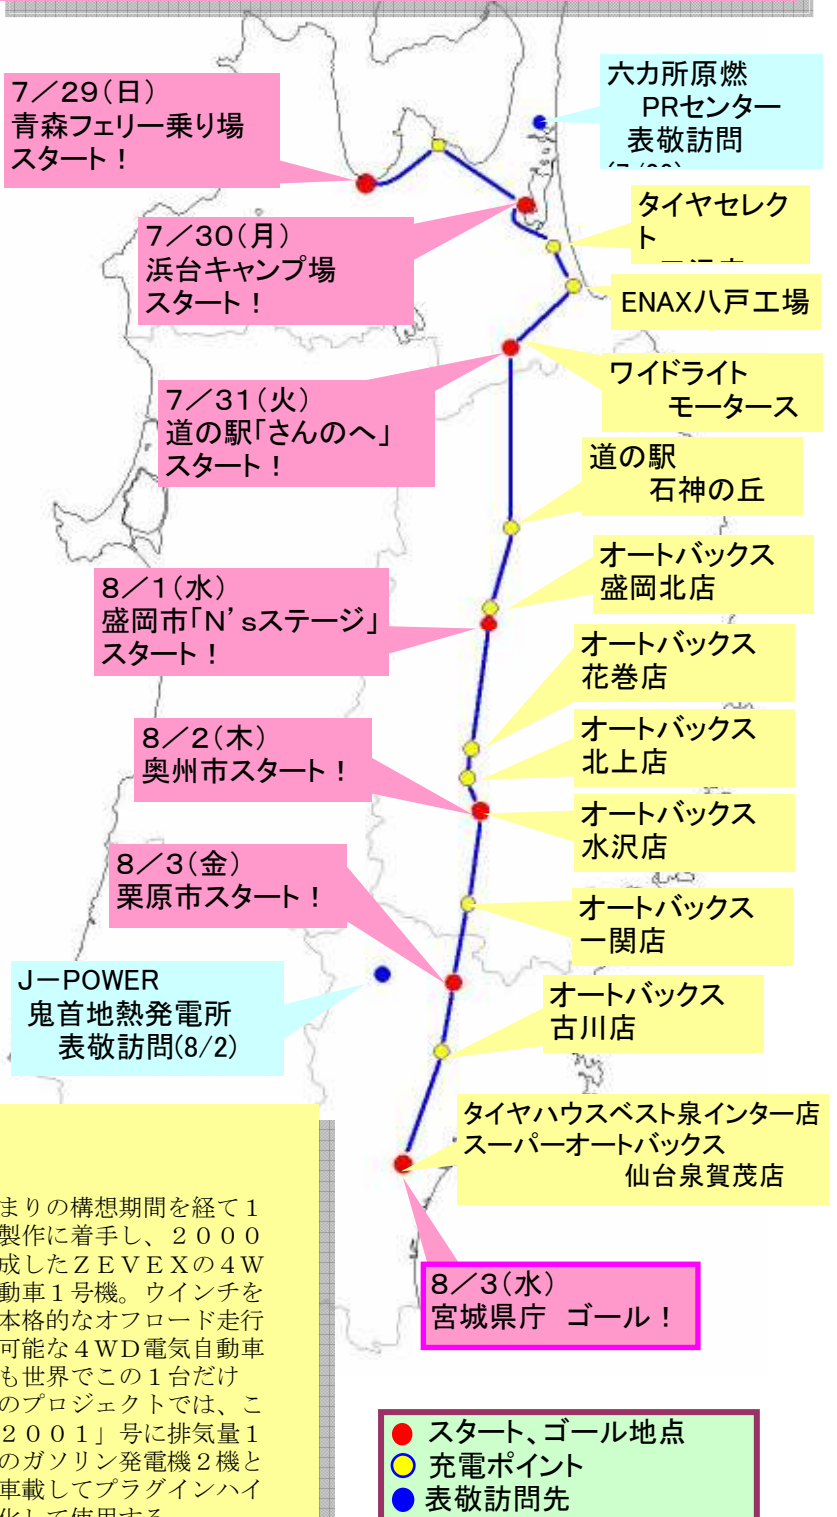 7／29(日)
青森フェリー乗り場
スタート！
六カ所原燃
PRセンター
表敬訪問
7／30(月)
浜台キャンプ場
スタート！
タイヤセレク
ト
ENAX八戸工場
7／31(火)
道の駅「さんのへ」
スタート！
ワイドライト
モータース
道の駅
石神の丘
オートバックス
盛岡北店
8／1(水)
盛岡市「N’sステージ」
スタート！
オートバックス
花巻店
8／2(木)
奥州市スタート！
オートバックス
北上店
オートバックス
水沢店
8／3(金)
栗原市スタート！
オートバックス
一関店
J－POWER
鬼首地熱発電所
表敬訪問(8/2)
オートバックス
古川店
タイヤハウスベスト泉インター店
スーパーオートバックス
仙台泉賀茂店
8／3(水)
宮城県庁　ゴール！
まりの構想期間を経て１
製作に着手し、２０００
成したＺＥＶＥＸの４Ｗ
動車１号機。ウインチを
本格的なオフロード走行
可能な４ＷＤ電気自動車
も世界でこの１台だけ
のプロジェクトでは、こ
２００１」号に排気量１
のガソリン発電機２機と
車載してプラグインハイ
化して使用する
スタート、ゴール地点
充電ポイント
表敬訪問先